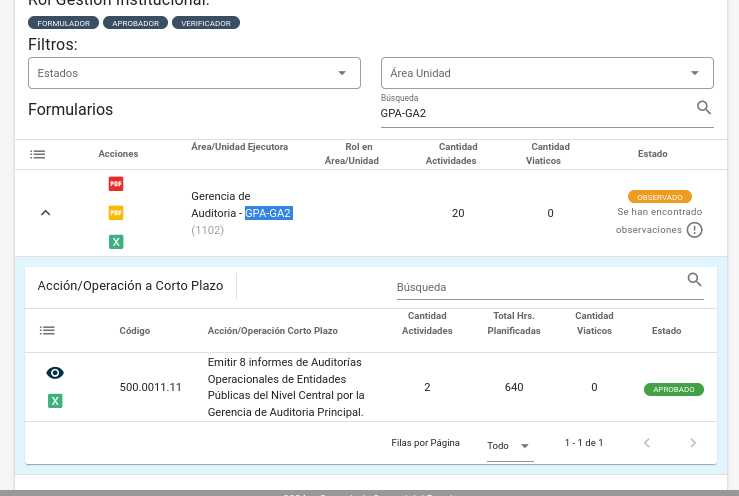 Rol Gestión Institucional:
FORMULADOR APROBADOR VERIFICADOR
Filtros:
Estados Área Unidad
Formularios
Búsqueda
GPA-GA2
Acciones Área/Unidad Ejecutora Rol en Área/Unidad Cantidad Actividades Cantidad Viaticos Estado
PDF
PDF
X
Gerencia de
Auditoria - GPA-GA2
(1102)
20 0
OBSERVADO
Se han encontrado
observaciones
Acción/Operación a Corto Plazo Búsqueda
Código Acción/Operación Corto Plazo Cantidad Actividades Total Hrs. Planificadas Cantidad Viaticos Estado
X
500.0011.11
Emitir 8 informes de Auditorías
Operacionales de Entidades
Públicas del Nivel Central por la
Gerencia de Auditoria Principal.
2 640 0 APROBADO
Filas por Página Todo 1 - 1 de 1